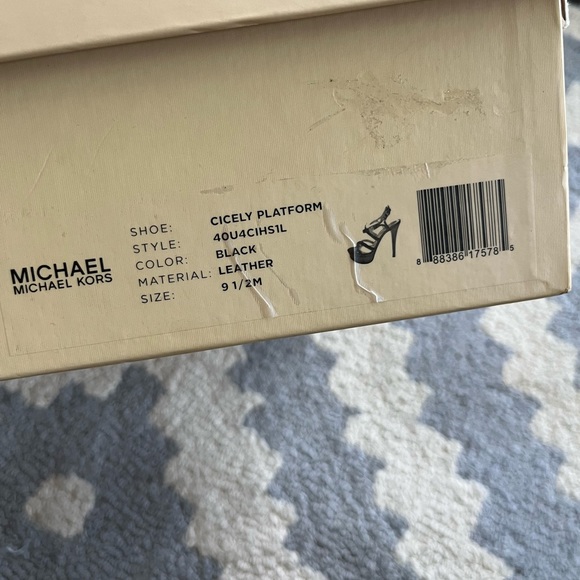 MICHAEL
MICHAEL KORS
SHOE: CICELY PLATFORM
STYLE: 40U4CIHS1L
COLOR: BLACK
MATERIAL: LEATHER
SIZE: 9 1/2M
8 88386 17578 5